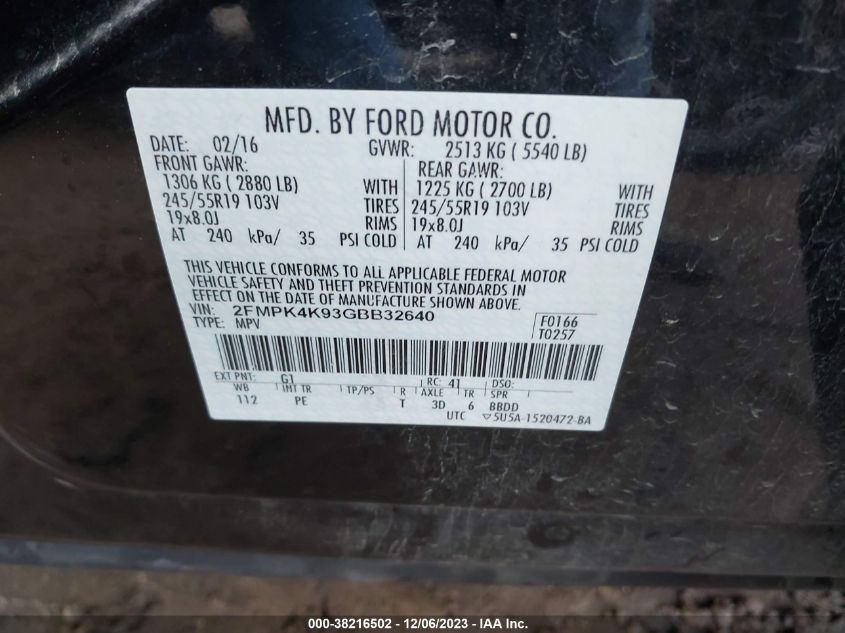 MFD. BY FORD MOTOR CO.
DATE: 02/16 GVWR: 2513 KG ( 5540 LB)
FRONT GAWR: REAR GAWR:
1306 KG ( 2880 LB) WITH 1225 KG ( 2700 LB) WITH
245/55R19 103V TIRES 245/55R19 103V TIRES
19x8.0J RIMS 19x8.0J RIMS
AT 240 kPa/ 35 PSI COLD AT 240 kPa/ 35 PSI COLD
THIS VEHICLE CONFORMS TO ALL APPLICABLE FEDERAL MOTOR
VEHICLE SAFETY AND THEFT PREVENTION STANDARDS IN
EFFECT ON THE DATE OF MANUFACTURE SHOWN ABOVE.
VIN: 2FMPK4K93GBB32640
TYPE: MPV
F0166
T0257
EXT PNT: G1 RC: 41 DSO:
WB INT TR TP/PS R AXLE TR SPR
112 PE T 3D 6 BBDD
UTC ▽5U5A-1520472-BA
000-38216502 - 12/06/2023 - IAA Inc.